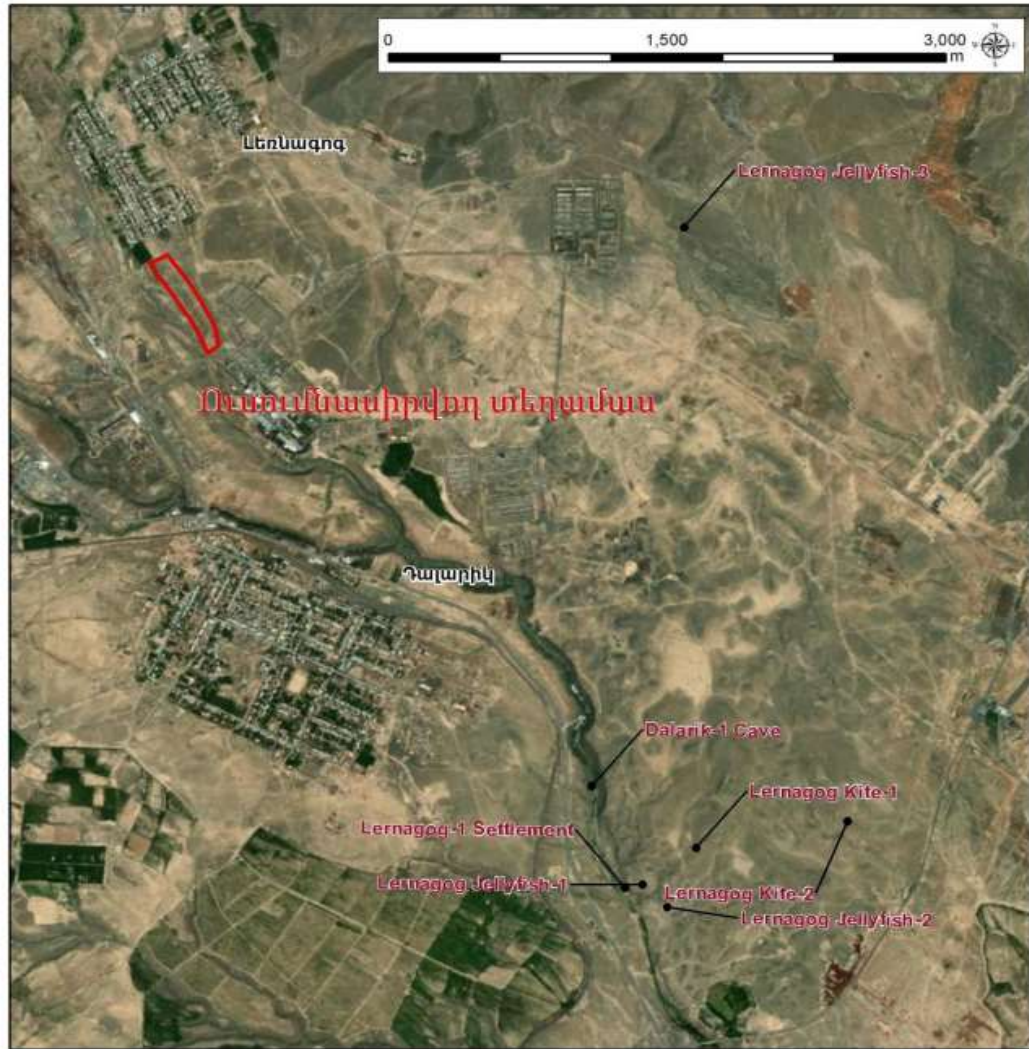 0 1,500 3,000
m
Լեռնագոգ
Lernagog Jellyfish-3
Ուսումնասիրվող տեղամաս
Դալարիկ
Dalarik-1 Cave
Lernagog Kite-1
Lernagog-1 Settlement
Lernagog Jellyfish-1
Lernagog Kite-2
Lernagog Jellyfish-2